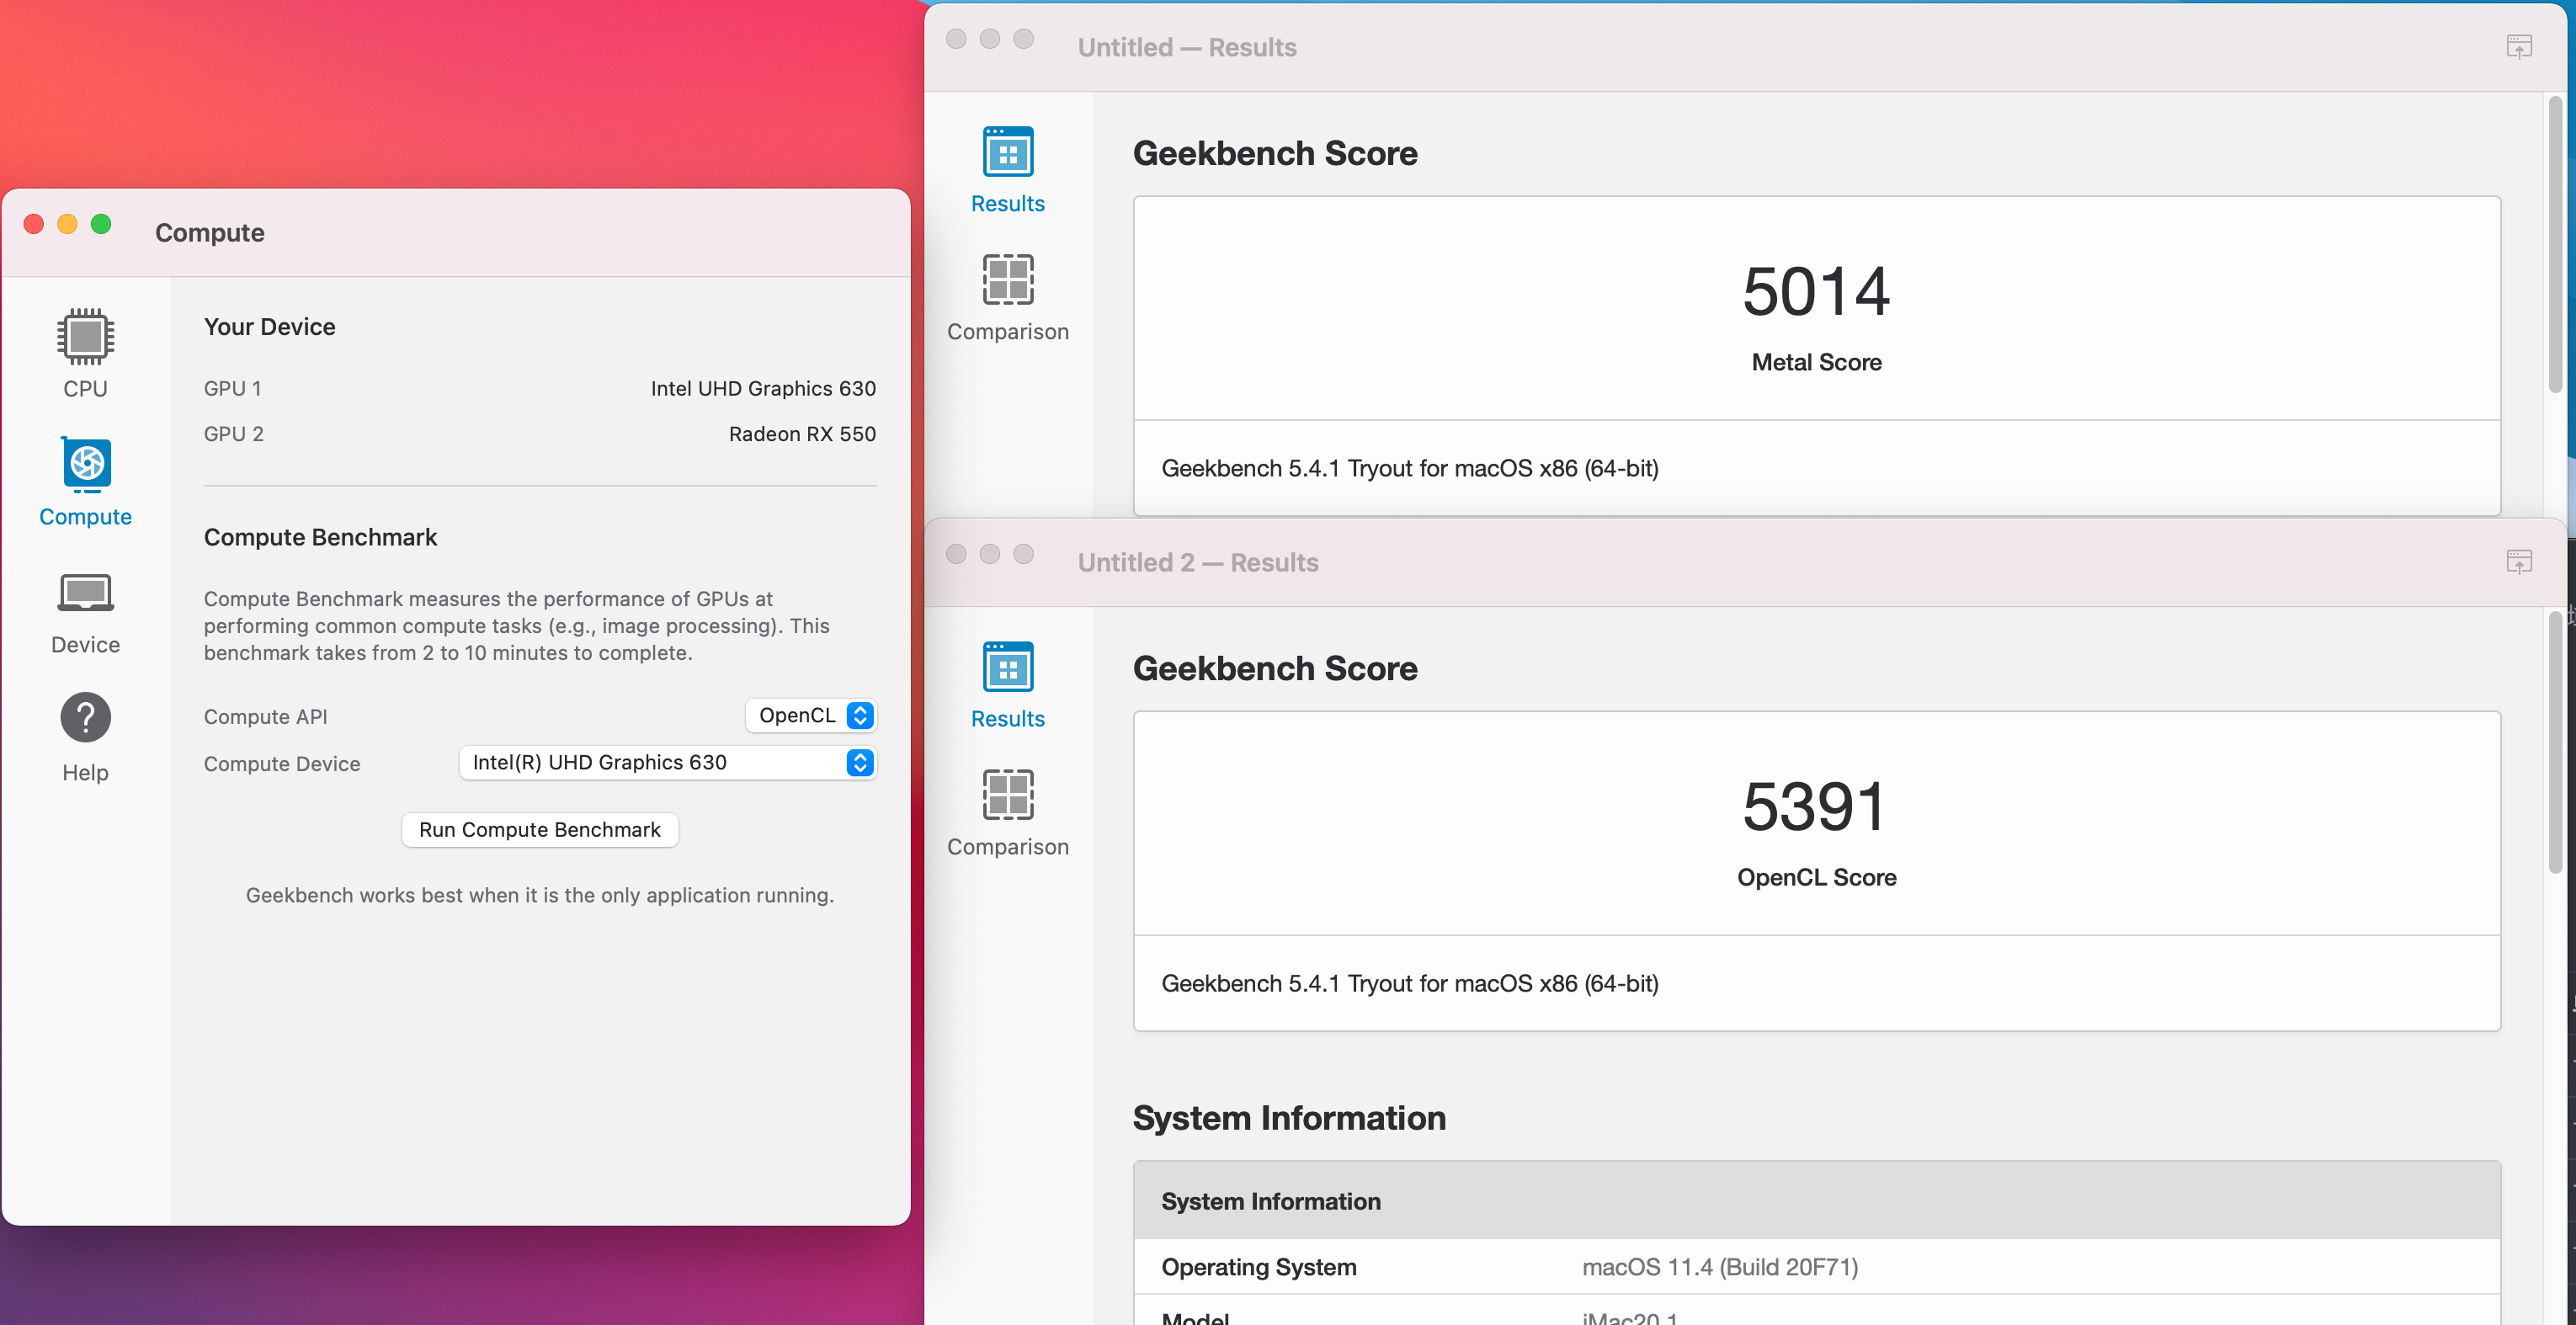 Compute
CPU
Compute
Device
Help
Your Device
GPU 1 Intel UHD Graphics 630
GPU 2 Radeon RX 550
Compute Benchmark
Compute Benchmark measures the performance of GPUs at
performing common compute tasks (e.g., image processing). This
benchmark takes from 2 to 10 minutes to complete.
Compute API OpenCL
Compute Device Intel(R) UHD Graphics 630
Run Compute Benchmark
Geekbench works best when it is the only application running.
Untitled — Results
Results
Comparison
Geekbench Score
5014
Metal Score
Geekbench 5.4.1 Tryout for macOS x86 (64-bit)
Untitled 2 — Results
Results
Comparison
Geekbench Score
5391
OpenCL Score
Geekbench 5.4.1 Tryout for macOS x86 (64-bit)
System Information
System Information
Operating System macOS 11.4 (Build 20F71)
Model iMac20,1